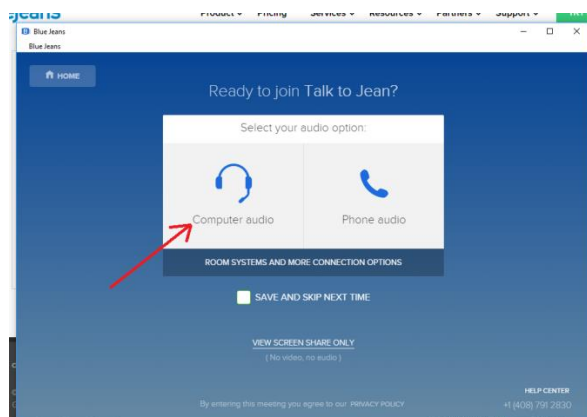 Product Pricing Services Resources Partners Support
Blue Jeans
Blue Jeans
HOME
Ready to join Talk to Jean?
Select your audio option:
Computer audio Phone audio
ROOM SYSTEMS AND MORE CONNECTION OPTIONS
SAVE AND SKIP NEXT TIME
VIEW SCREEN SHARE ONLY
( No video, no audio )
HELP CENTER
By entering this meeting you agree to our PRIVACY POLICY +1 (408) 791 2830